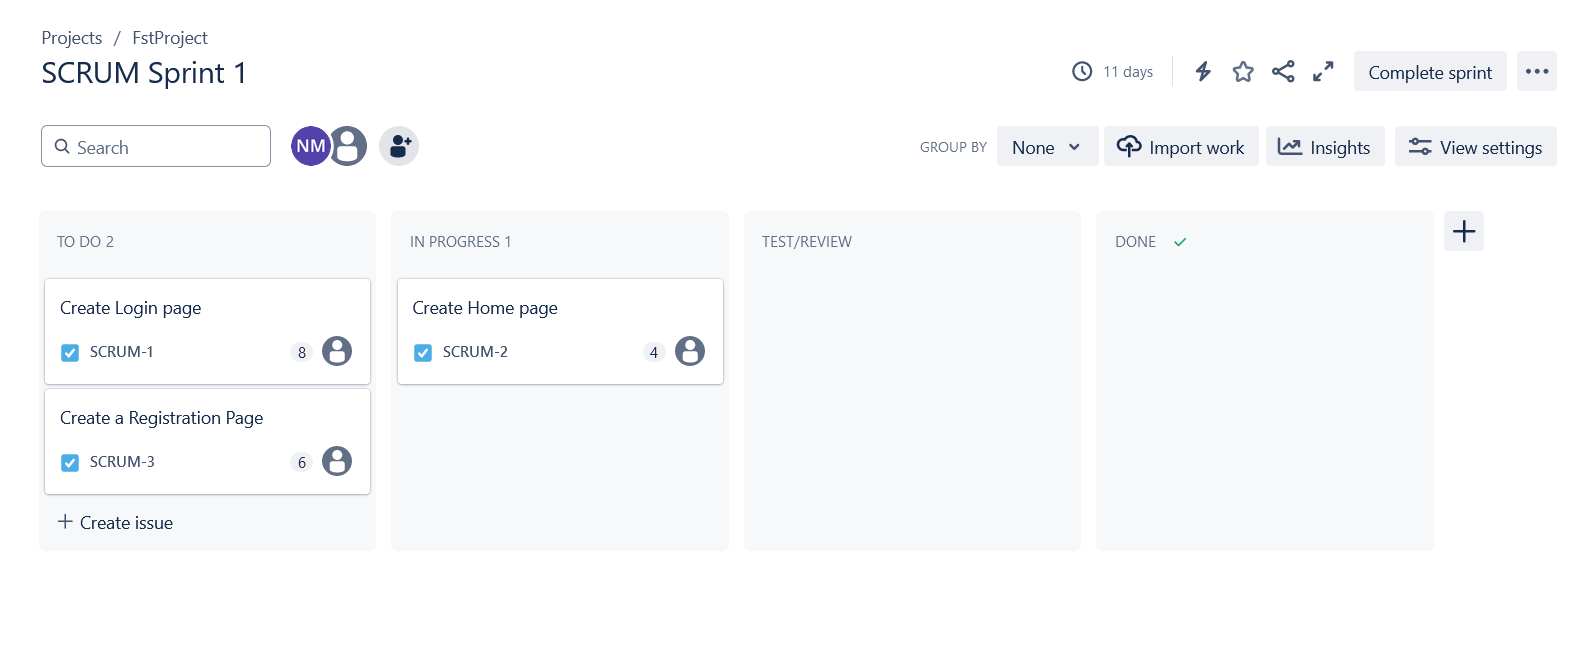 Projects / FstProject
SCRUM Sprint 1
11 days
Complete sprint
Search
NM
GROUP BY
None
Import work
Insights
View settings
TO DO 2
Create Login page
SCRUM-1
8
Create a Registration Page
SCRUM-3
6
Create issue
IN PROGRESS 1
Create Home page
SCRUM-2
4
TEST/REVIEW
DONE